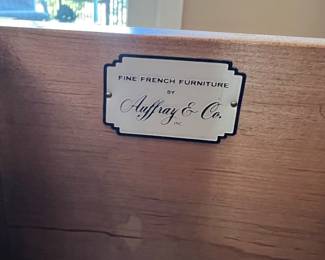 FINE FRENCH FURNITURE
BY
Auffray & Co.
INC